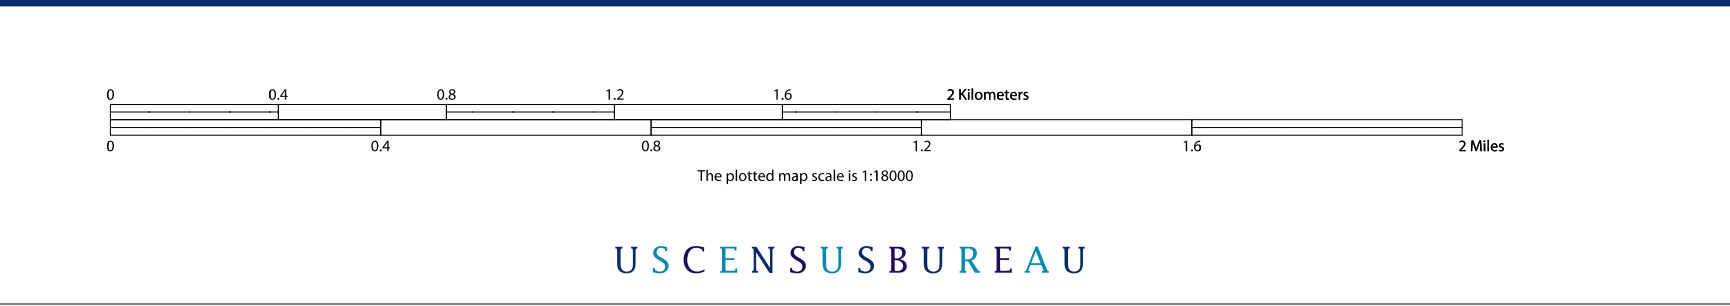 0 0.4 0.8 1.2 1.6 2 Kilometers
0 0.4 0.8 1.2 1.6 2 Miles
The plotted map scale is 1:18000
USCENSUSBUREAU